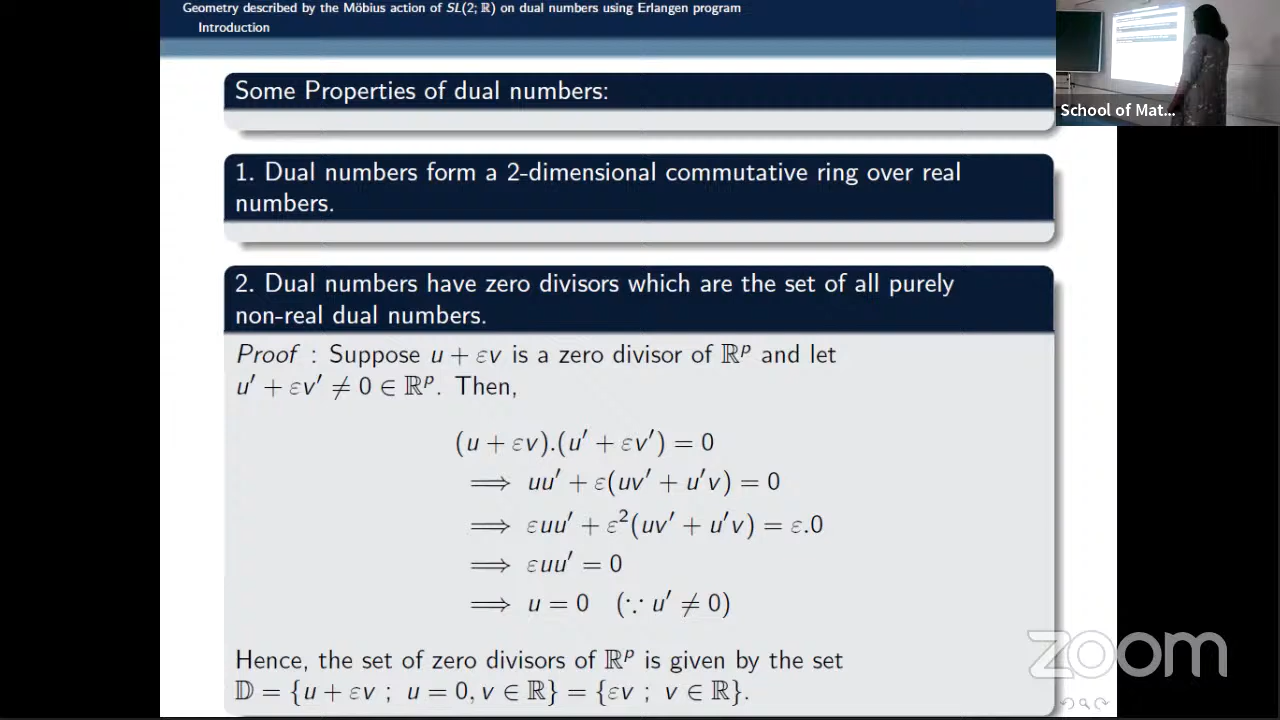 Geometry described by the Möbius action of SL(2; ℝ) on dual numbers using Erlangen program
Introduction
Some Properties of dual numbers:
1. Dual numbers form a 2-dimensional commutative ring over real
numbers.
2. Dual numbers have zero divisors which are the set of all purely
non-real dual numbers.
Proof : Suppose u + εv is a zero divisor of ℝᵖ and let
u′ + εv′ ≠ 0 ∈ ℝᵖ. Then,
(u + εv).(u′ + εv′) = 0
⟹ uu′ + ε(uv′ + u′v) = 0
⟹ εuu′ + ε²(uv′ + u′v) = ε.0
⟹ εuu′ = 0
⟹ u = 0 (∵ u′ ≠ 0)
Hence, the set of zero divisors of ℝᵖ is given by the set
𝔻 = {u + εv ; u = 0, v ∈ ℝ} = {εv ; v ∈ ℝ}.
School of Mat...
zoom